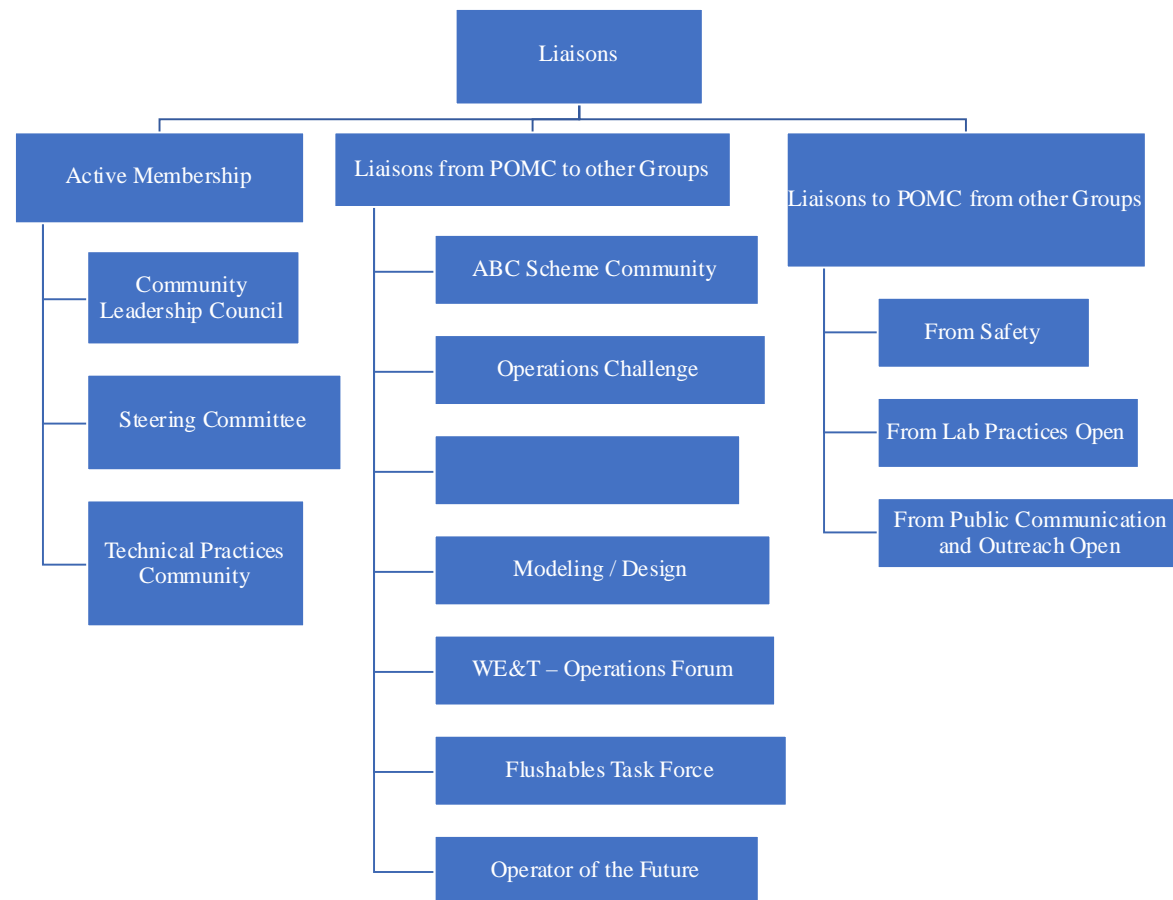 Liaisons
Active Membership
Community
Leadership Council
Steering Committee
Technical Practices
Community
Liaisons from POMC to other Groups
ABC Scheme Community
Operations Challenge
Modeling / Design
WE&T – Operations Forum
Flushables Task Force
Operator of the Future
Liaisons to POMC from other Groups
From Safety
From Lab Practices Open
From Public Communication
and Outreach Open